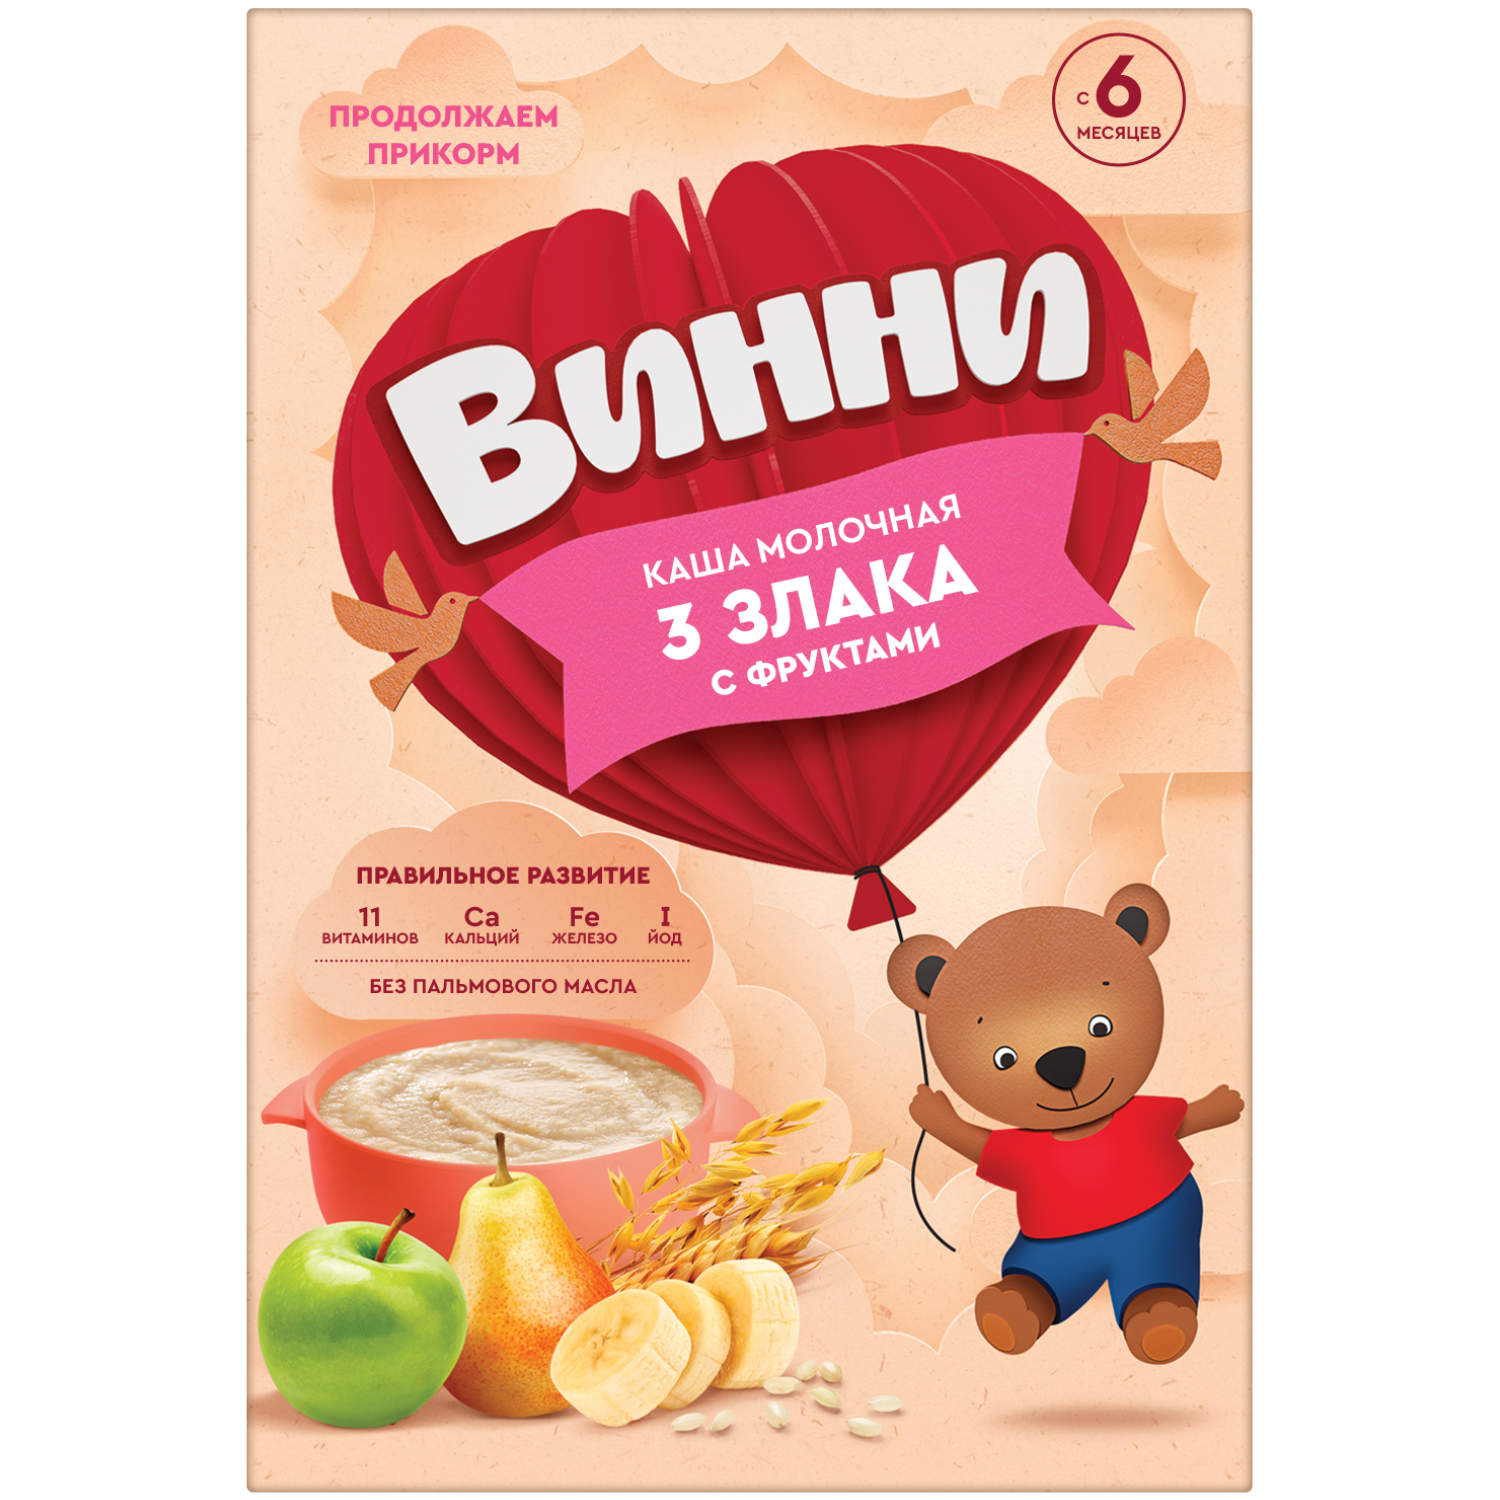 ПРОДОЛЖАЕМ
ПРИКОРМ
С 6
МЕСЯЦЕВ
Винни
КАША МОЛОЧНАЯ
3 ЗЛАКА
С ФРУКТАМИ
ПРАВИЛЬНОЕ РАЗВИТИЕ
11 Ca Fe I
ВИТАМИНОВ КАЛЬЦИЙ ЖЕЛЕЗО ЙОД
БЕЗ ПАЛЬМОВОГО МАСЛА